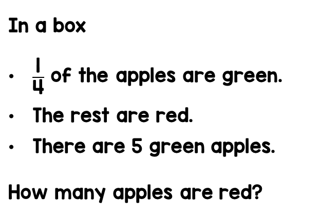 In a box
• 1/4 of the apples are green.
• The rest are red.
• There are 5 green apples.
How many apples are red?